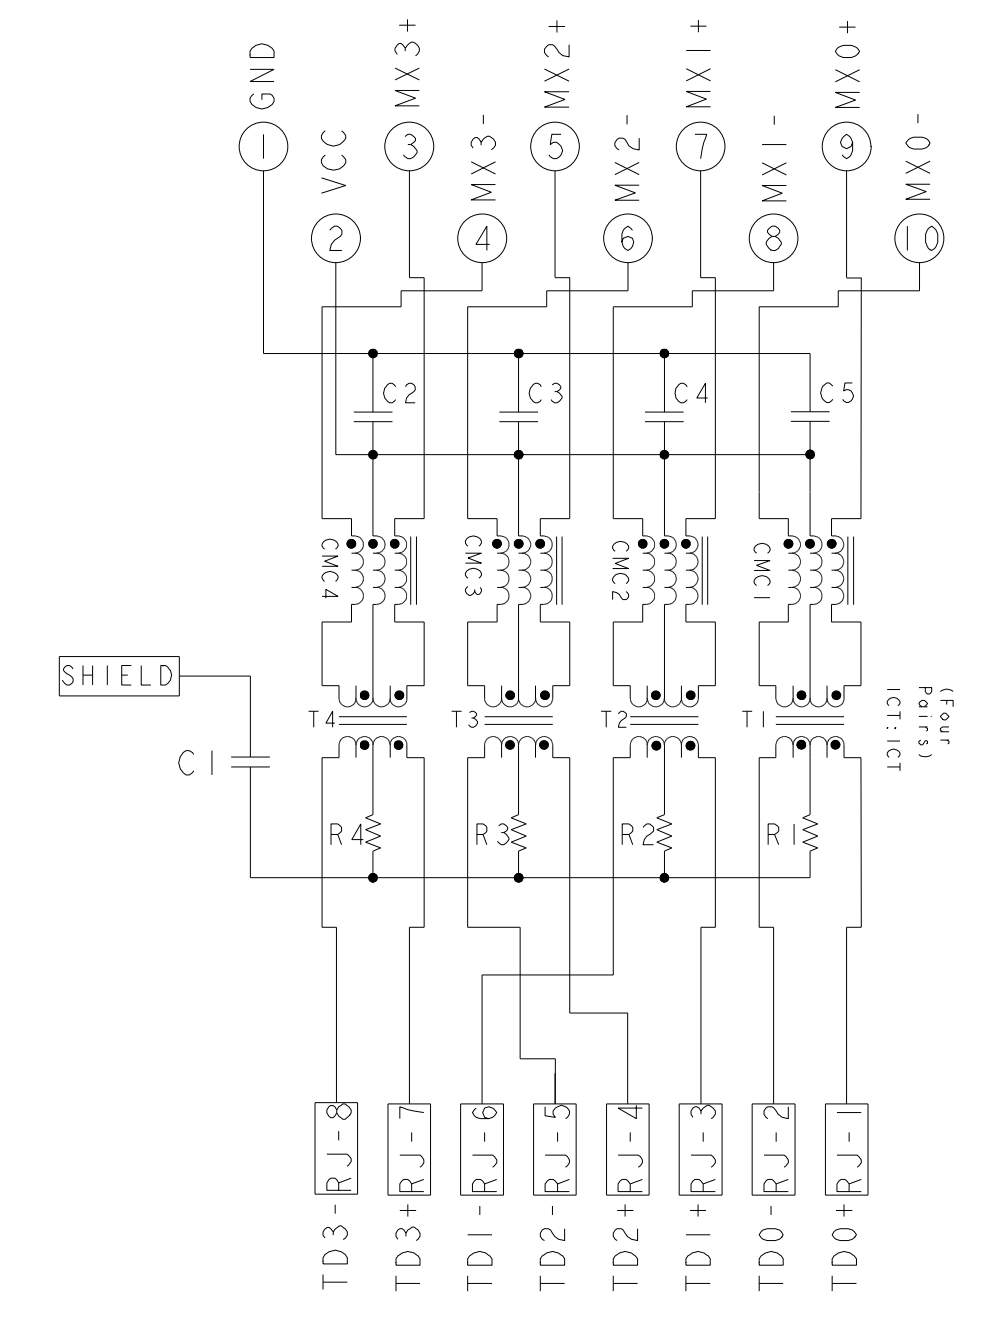 GND
VCC
MX3+
MX3-
MX2+
MX2-
MX1+
MX1-
MX0+
MX0-
1
3
5
7
9
2
4
6
8
10
C2
C3
C4
C5
CMC4
CMC3
CMC2
CMC1
SHIELD
T4
T3
T2
T1
(Four
Pairs)
1CT:1CT
C1
R4
R3
R2
R1
RJ-8
RJ-7
RJ-6
RJ-5
RJ-4
RJ-3
RJ-2
RJ-1
TD3-
TD3+
TD1-
TD2-
TD2+
TD1+
TD0-
TD0+